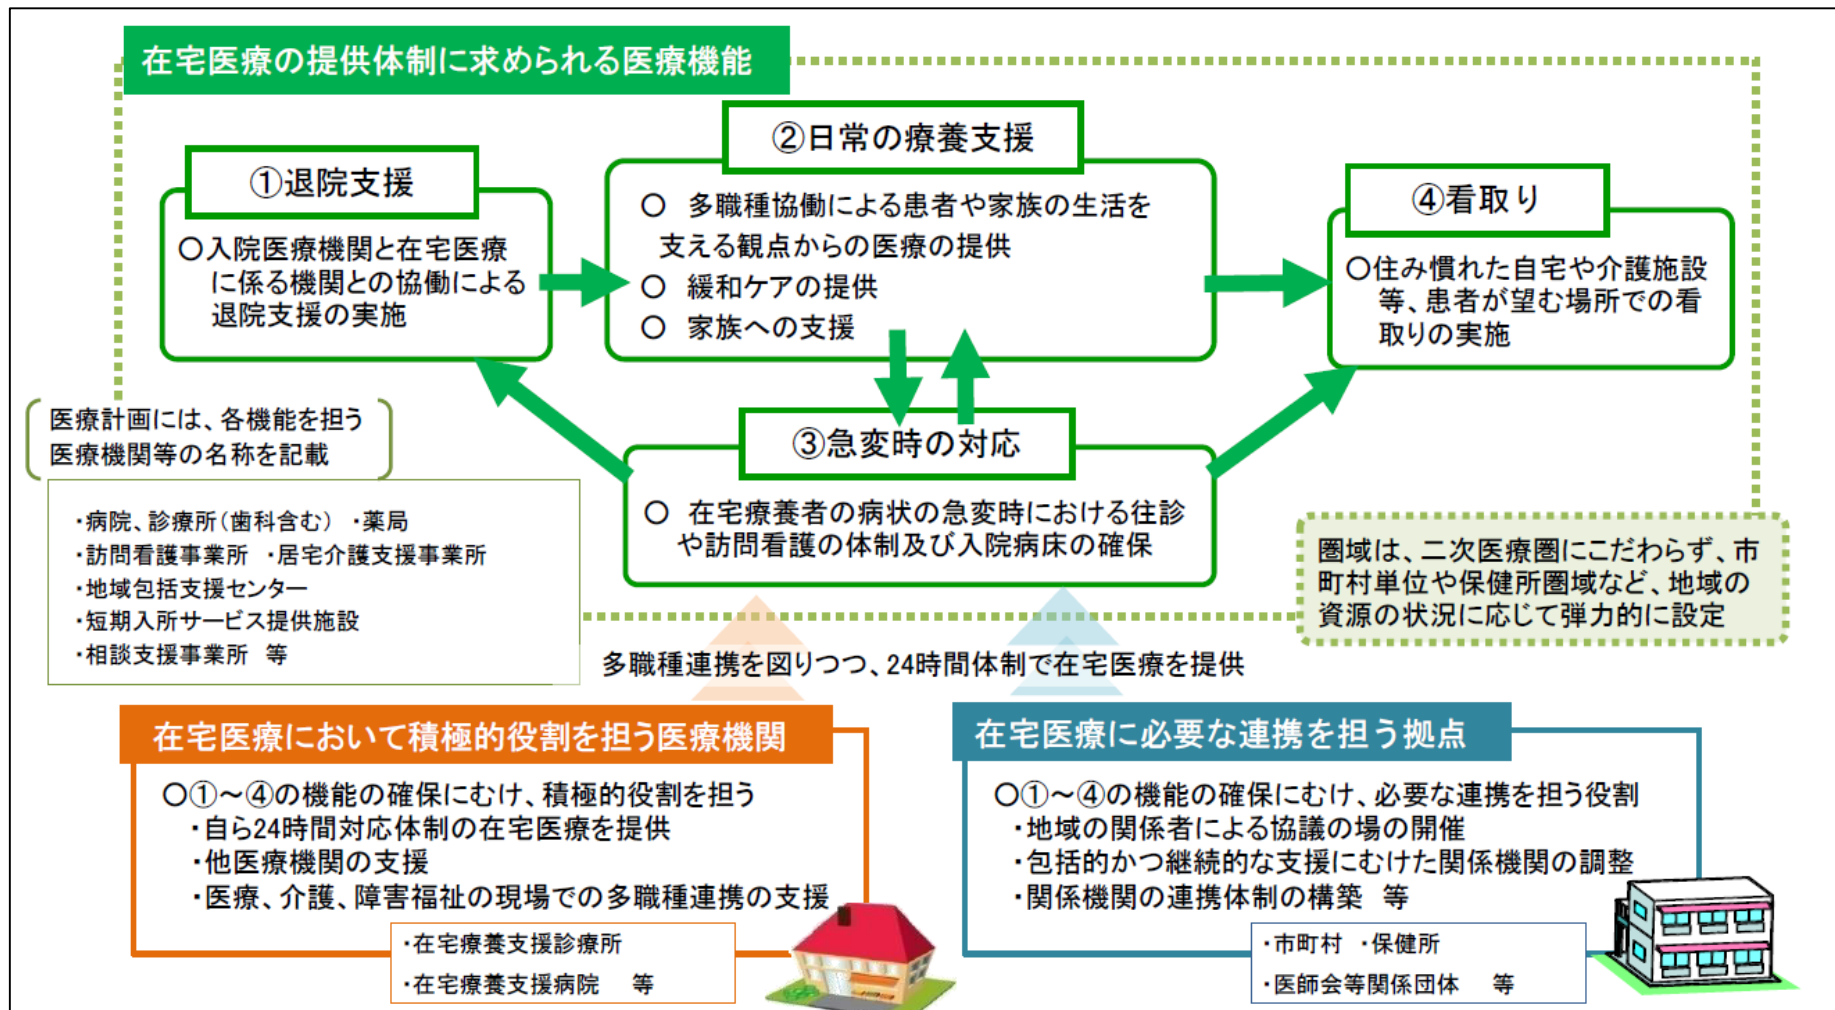 在宅医療の提供体制に求められる医療機能
①退院支援
〇入院医療機関と在宅医療
に係る機関との協働による
退院支援の実施
②日常の療養支援
〇 多職種協働による患者や家族の生活を
支える観点からの医療の提供
〇 緩和ケアの提供
〇 家族への支援
④看取り
〇住み慣れた自宅や介護施設
等、患者が望む場所での看
取りの実施
③急変時の対応
〇 在宅療養者の病状の急変時における往診
や訪問看護の体制及び入院病床の確保
医療計画には、各機能を担う
医療機関等の名称を記載
・病院、診療所(歯科含む) ・薬局
・訪問看護事業所 ・居宅介護支援事業所
・地域包括支援センター
・短期入所サービス提供施設
・相談支援事業所 等
圏域は、二次医療圏にこだわらず、市
町村単位や保健所圏域など、地域の
資源の状況に応じて弾力的に設定
多職種連携を図りつつ、24時間体制で在宅医療を提供
在宅医療において積極的役割を担う医療機関
〇①~④の機能の確保にむけ、積極的役割を担う
・自ら24時間対応体制の在宅医療を提供
・他医療機関の支援
・医療、介護、障害福祉の現場での多職種連携の支援
・在宅療養支援診療所
・在宅療養支援病院 等
在宅医療に必要な連携を担う拠点
〇①~④の機能の確保にむけ、必要な連携を担う役割
・地域の関係者による協議の場の開催
・包括的かつ継続的な支援にむけた関係機関の調整
・関係機関の連携体制の構築 等
・市町村 ・保健所
・医師会等関係団体 等